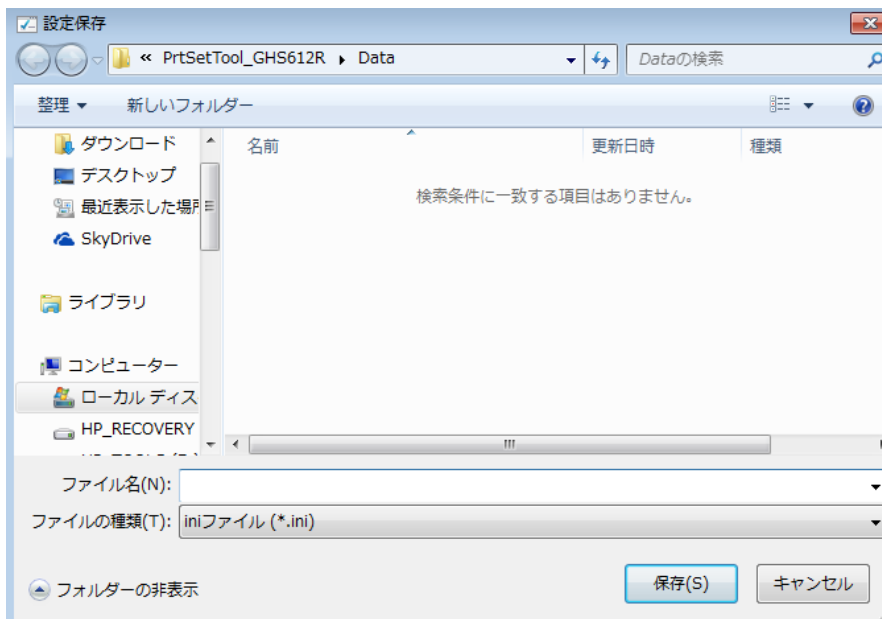 設定保存
« PrtSetTool_GHS612R ▸ Data
Dataの検索
整理 ▼ 新しいフォルダー
ダウンロード
デスクトップ
最近表示した場所
SkyDrive
ライブラリ
コンピューター
ローカル ディス
HP_RECOVERY
名前 更新日時 種類
検索条件に一致する項目はありません。
ファイル名(N):
ファイルの種類(T): iniファイル (*.ini)
フォルダーの非表示
保存(S) キャンセル